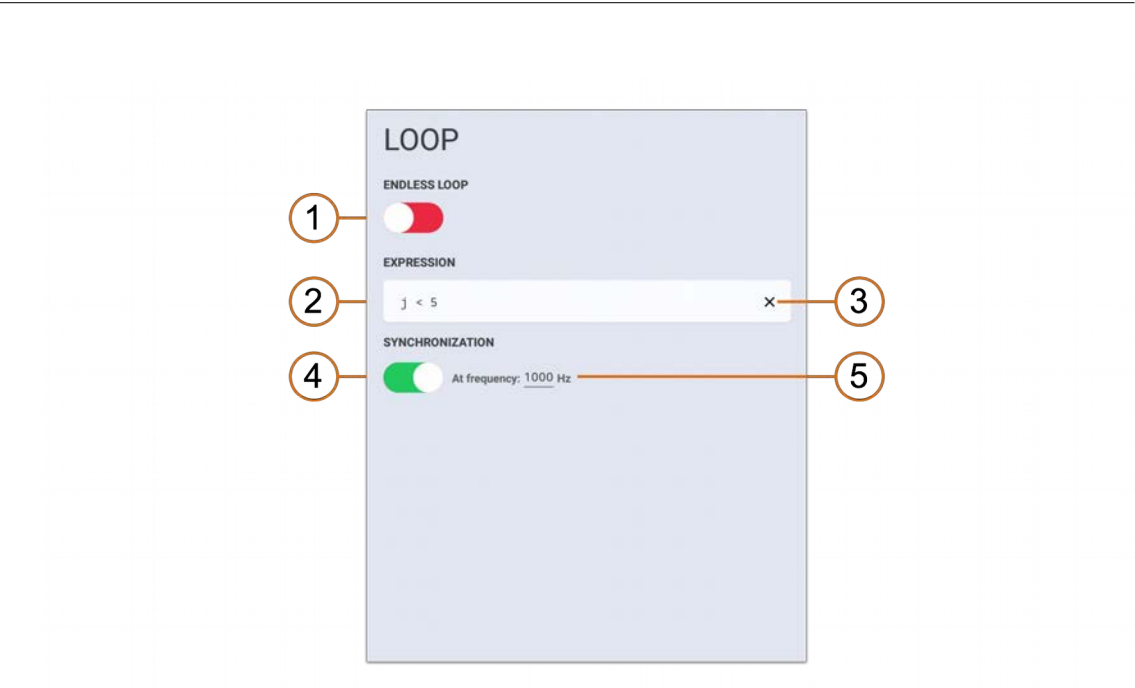 LOOP
ENDLESS LOOP
1
EXPRESSION
2
j < 5
×
3
SYNCHRONIZATION
4
At frequency: 1000 Hz
5